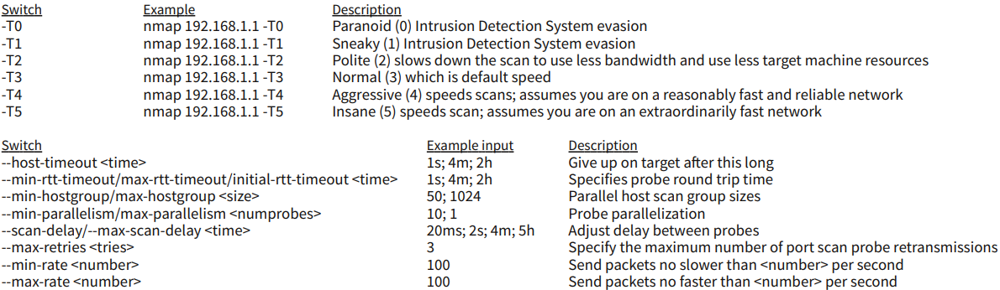 Switch Example Description
-T0 nmap 192.168.1.1 -T0 Paranoid (0) Intrusion Detection System evasion
-T1 nmap 192.168.1.1 -T1 Sneaky (1) Intrusion Detection System evasion
-T2 nmap 192.168.1.1 -T2 Polite (2) slows down the scan to use less bandwidth and use less target machine resources
-T3 nmap 192.168.1.1 -T3 Normal (3) which is default speed
-T4 nmap 192.168.1.1 -T4 Aggressive (4) speeds scans; assumes you are on a reasonably fast and reliable network
-T5 nmap 192.168.1.1 -T5 Insane (5) speeds scan; assumes you are on an extraordinarily fast network
Switch Example input Description
--host-timeout <time> 1s; 4m; 2h Give up on target after this long
--min-rtt-timeout/max-rtt-timeout/initial-rtt-timeout <time> 1s; 4m; 2h Specifies probe round trip time
--min-hostgroup/max-hostgroup <size> 50; 1024 Parallel host scan group sizes
--min-parallelism/max-parallelism <numprobes> 10; 1 Probe parallelization
--scan-delay/--max-scan-delay <time> 20ms; 2s; 4m; 5h Adjust delay between probes
--max-retries <tries> 3 Specify the maximum number of port scan probe retransmissions
--min-rate <number> 100 Send packets no slower than <number> per second
--max-rate <number> 100 Send packets no faster than <number> per second